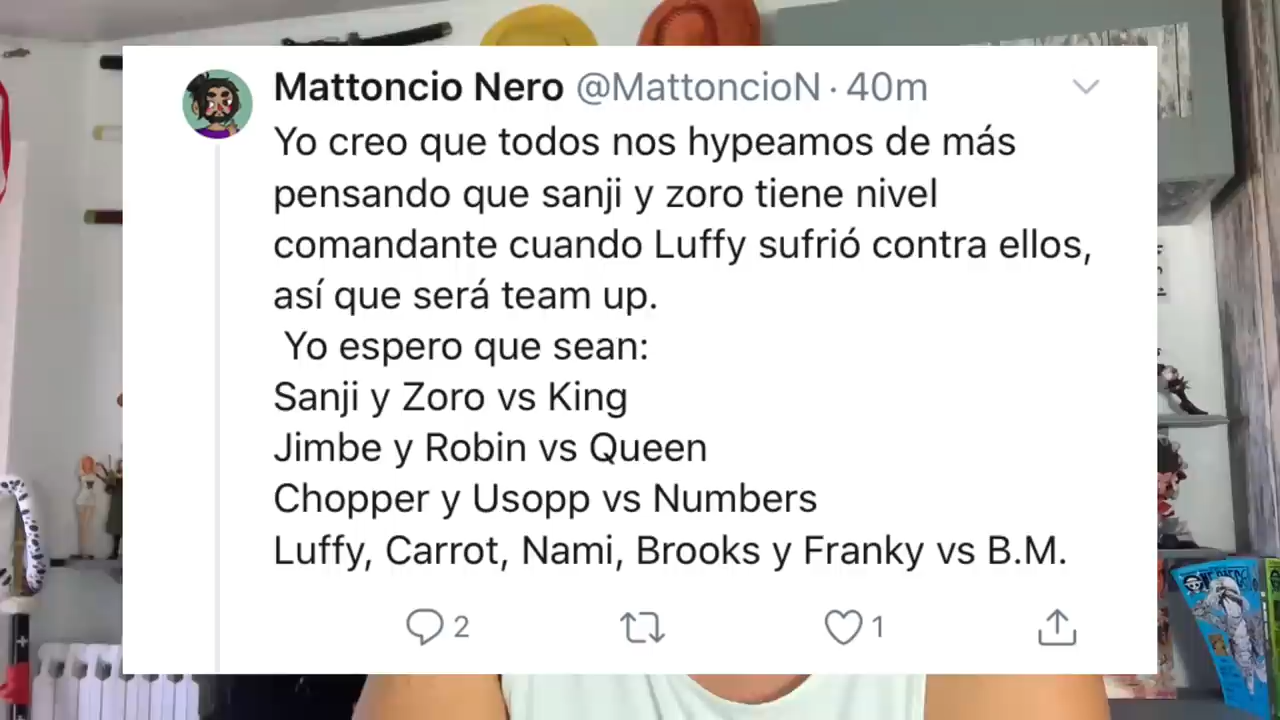 Mattoncio Nero @MattoncioN · 40m
Yo creo que todos nos hypeamos de más
pensando que sanji y zoro tiene nivel
comandante cuando Luffy sufrió contra ellos,
así que será team up.
Yo espero que sean:
Sanji y Zoro vs King
Jimbe y Robin vs Queen
Chopper y Usopp vs Numbers
Luffy, Carrot, Nami, Brooks y Franky vs B.M.
2
1